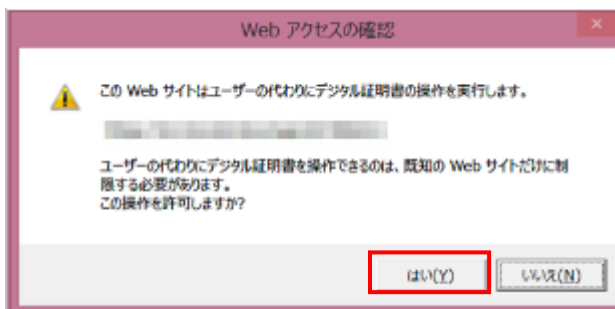 Web アクセスの確認
この Web サイトはユーザーの代わりにデジタル証明書の操作を実行します。
ユーザーの代わりにデジタル証明書を操作できるのは、既知の Web サイトだけに制
限する必要があります。
この操作を許可しますか?
はい(Y) いいえ(N)